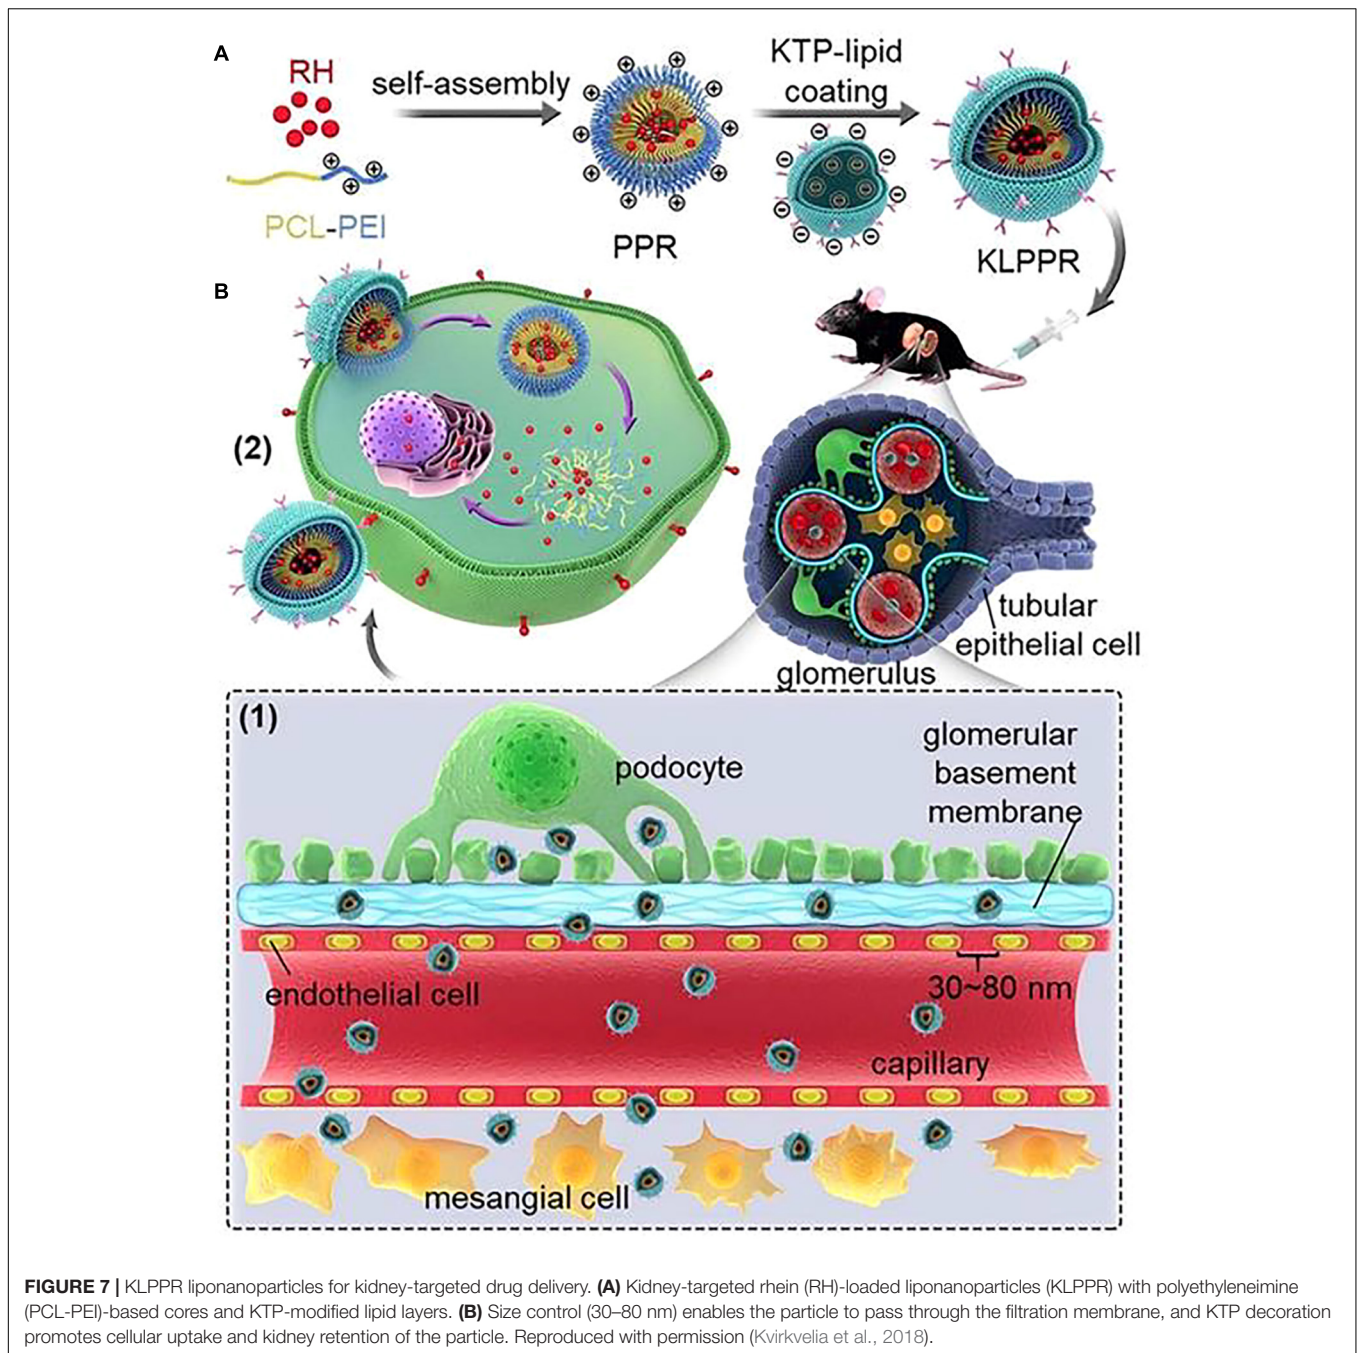 A
RH
self-assembly
KTP-lipid
coating
PCL-PEI
PPR
KLPPR
B
(2)
tubular
epithelial cell
glomerulus
(1)
podocyte
glomerular
basement
membrane
endothelial cell
30~80 nm
capillary
mesangial cell
FIGURE 7 | KLPPR liponanoparticles for kidney-targeted drug delivery. (A) Kidney-targeted rhein (RH)-loaded liponanoparticles (KLPPR) with polyethyleneimine
(PCL-PEI)-based cores and KTP-modified lipid layers. (B) Size control (30–80 nm) enables the particle to pass through the filtration membrane, and KTP decoration
promotes cellular uptake and kidney retention of the particle. Reproduced with permission (Kvirkvelia et al., 2018).